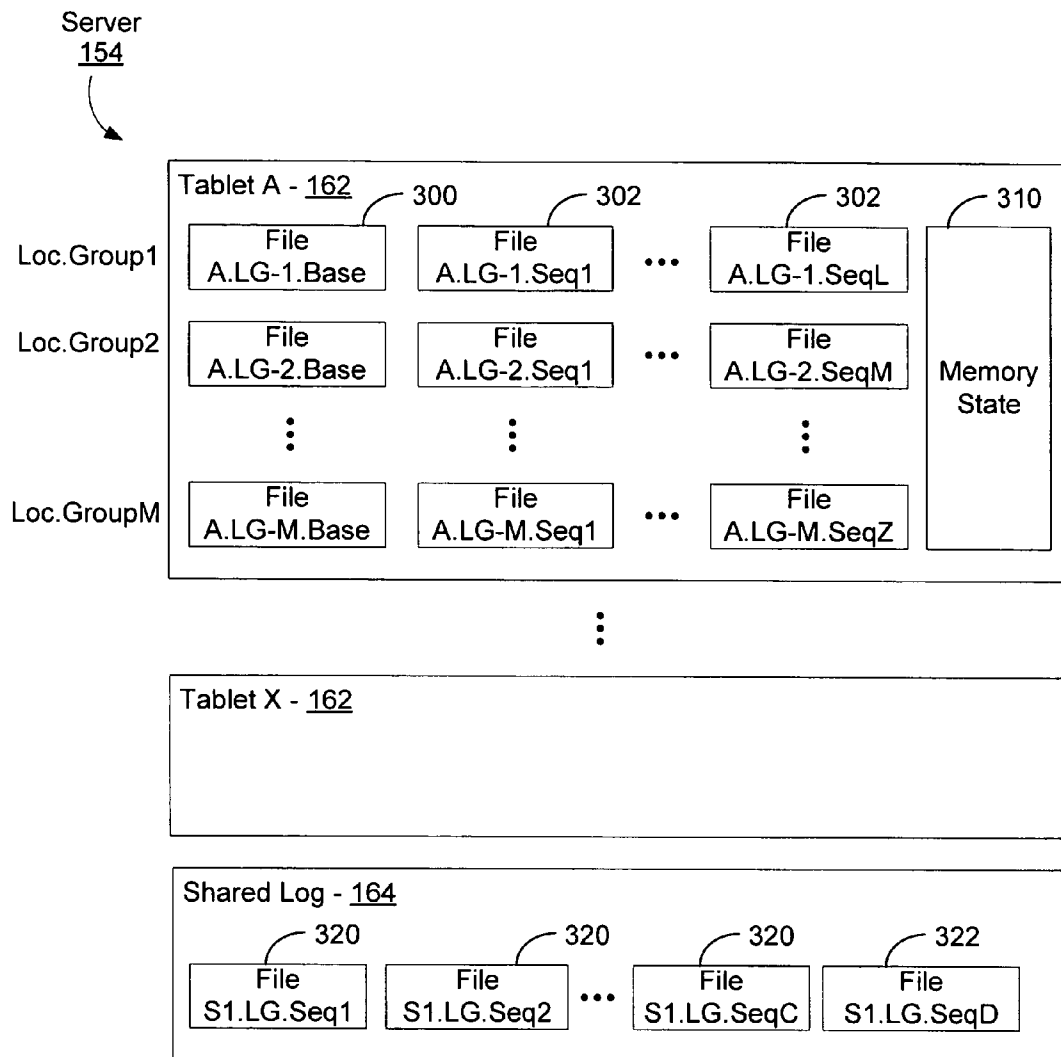 Server
154
Tablet A - 162
300
302
302
310
Loc.Group1
File
A.LG-1.Base
File
A.LG-1.Seq1
•••
File
A.LG-1.SeqL
Loc.Group2
File
A.LG-2.Base
File
A.LG-2.Seq1
•••
File
A.LG-2.SeqM
Memory
State
Loc.GroupM
File
A.LG-M.Base
File
A.LG-M.Seq1
•••
File
A.LG-M.SeqZ
Tablet X - 162
Shared Log - 164
320
320
320
322
File
S1.LG.Seq1
File
S1.LG.Seq2
•••
File
S1.LG.SeqC
File
S1.LG.SeqD